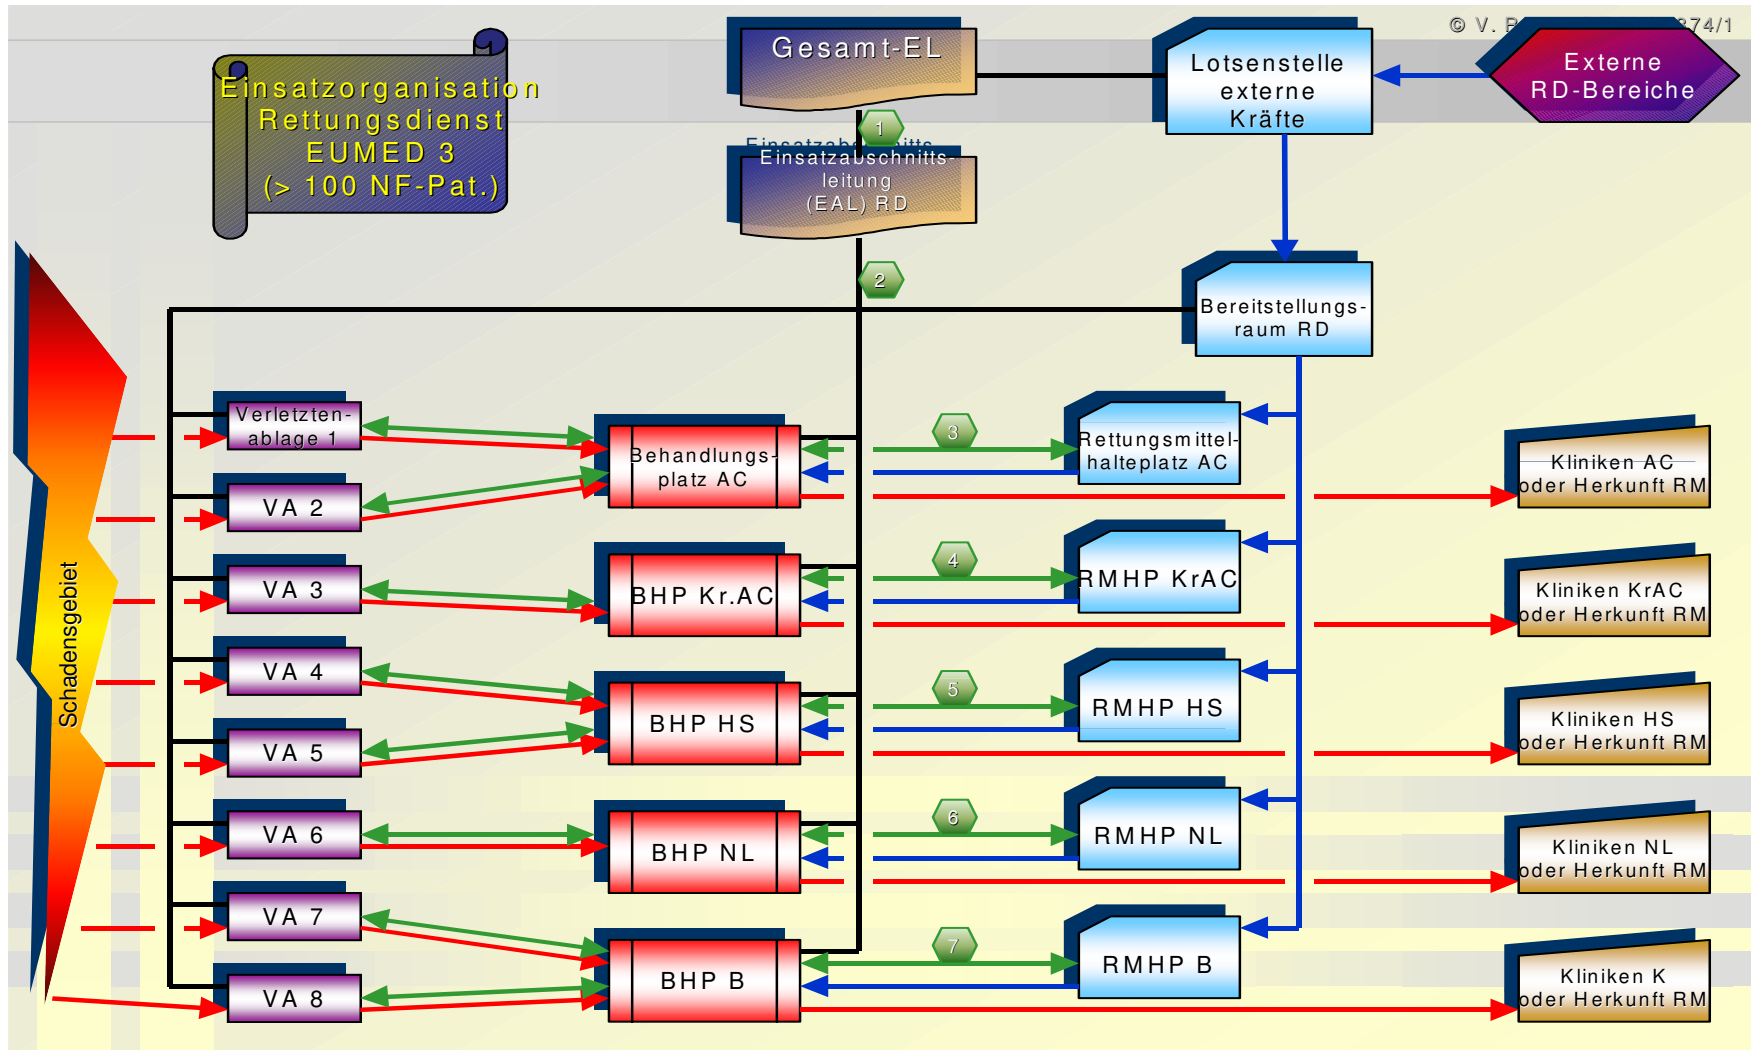 © V. 74/1
Einsatzorganisation
Rettungsdienst
EUMED 3
(> 100 NF-Pat.)
Gesamt-EL
Lotsenstelle
externe
Kräfte
Externe
RD-Bereiche
1
Einsatzabschnitts-
leitung
(EAL) RD
2
Bereitstellungs-
raum RD
Schadensgebiet
Verletzten-
ablage 1
VA 2
VA 3
VA 4
VA 5
VA 6
VA 7
VA 8
Behandlungs-
platz AC
BHP Kr.AC
BHP HS
BHP NL
BHP B
3
4
5
6
7
Rettungsmittel-
halteplatz AC
RMHP KrAC
RMHP HS
RMHP NL
RMHP B
Kliniken AC
oder Herkunft RM
Kliniken KrAC
oder Herkunft RM
Kliniken HS
oder Herkunft RM
Kliniken NL
oder Herkunft RM
Kliniken K
oder Herkunft RM